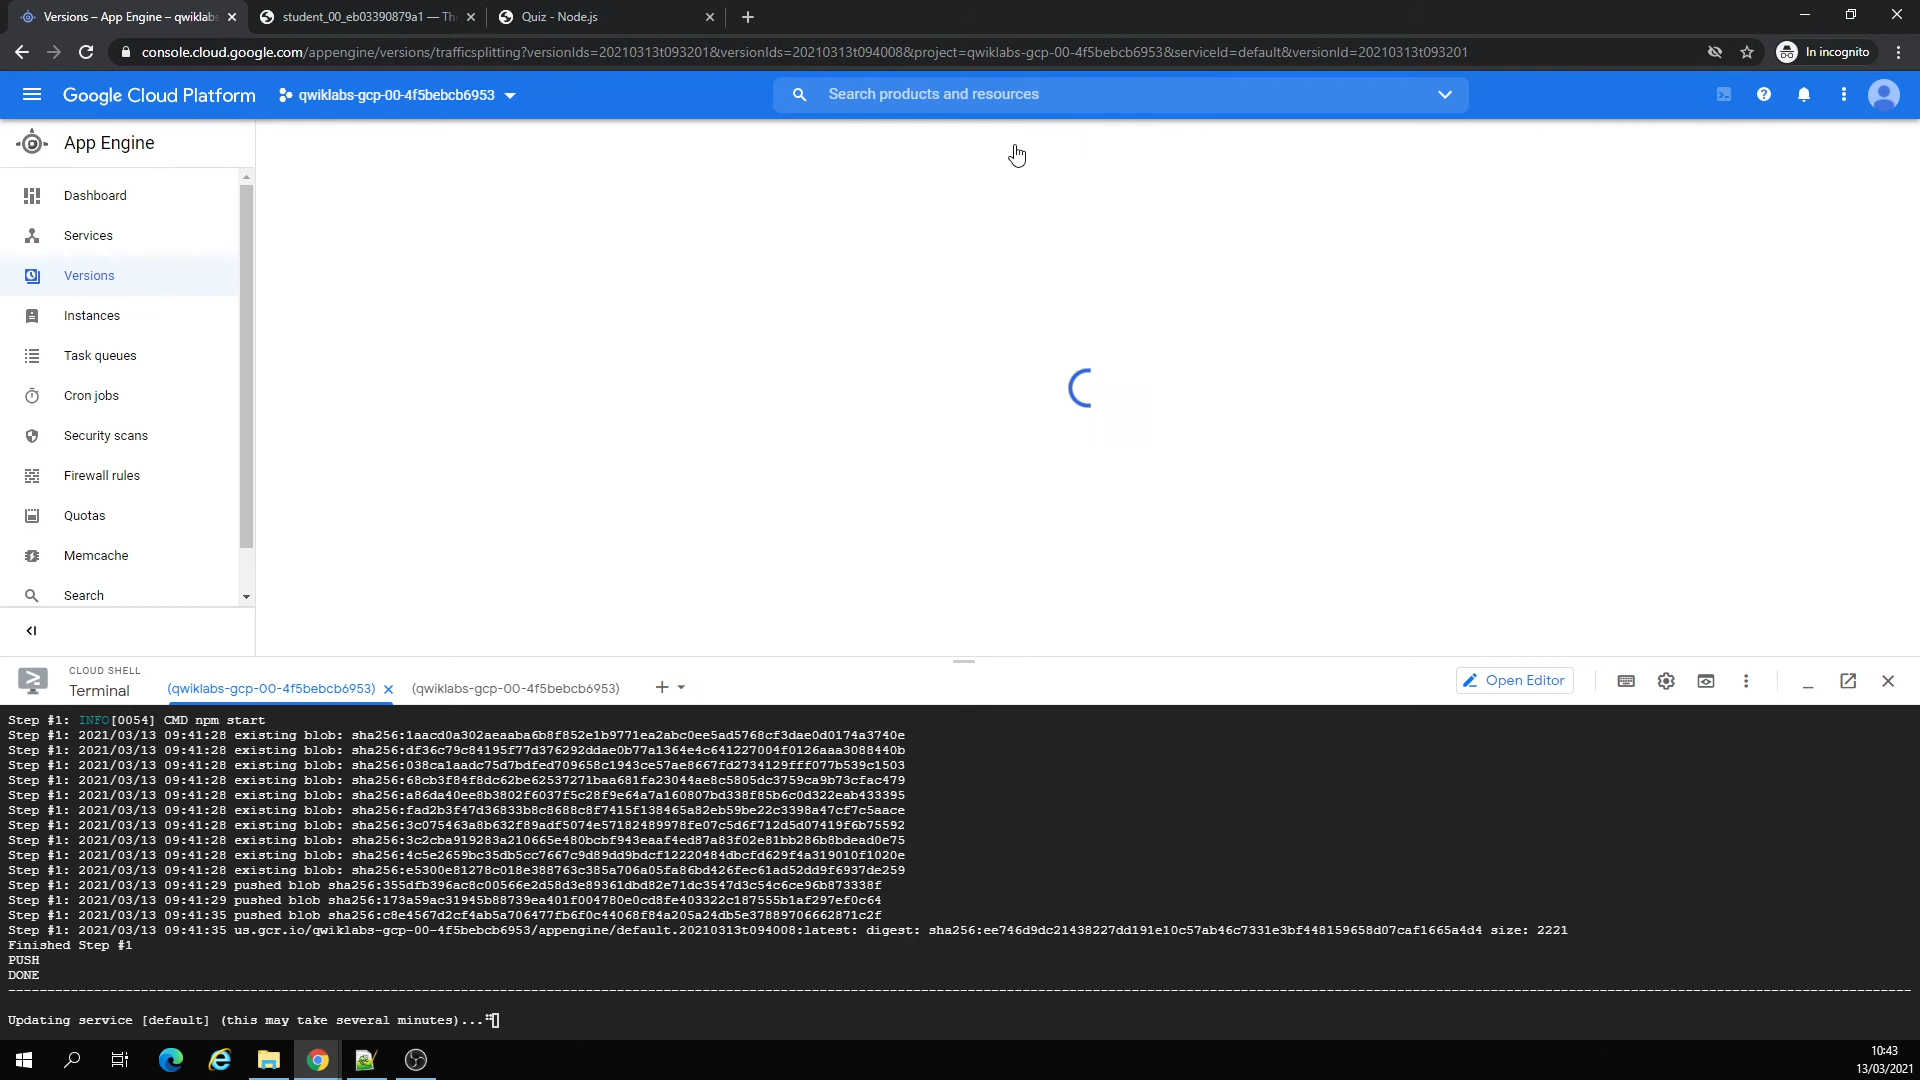 Versions – App Engine – qwiklabs
student_00_eb03390879a1 — Th
Quiz - Node.js
console.cloud.google.com/appengine/versions/trafficsplitting?versionIds=20210313t093201&versionIds=20210313t094008&project=qwiklabs-gcp-00-4f5bebcb6953&serviceId=default&versionId=20210313t093201
In incognito
Google Cloud Platform
qwiklabs-gcp-00-4f5bebcb6953
Search products and resources
App Engine
Dashboard
Services
Versions
Instances
Task queues
Cron jobs
Security scans
Firewall rules
Quotas
Memcache
Search
CLOUD SHELL
Terminal
(qwiklabs-gcp-00-4f5bebcb6953)
(qwiklabs-gcp-00-4f5bebcb6953)
Open Editor
Step #1: INFO[0054] CMD npm start
Step #1: 2021/03/13 09:41:28 existing blob: sha256:1aacd0a302aeaaba6b8f852e1b9771ea2abc0ee5ad5768cf3dae0d0174a3740e
Step #1: 2021/03/13 09:41:28 existing blob: sha256:df36c79c84195f77d376292ddae0b77a1364e4c641227004f0126aaa3088440b
Step #1: 2021/03/13 09:41:28 existing blob: sha256:038ca1aadc75d7bdfed709658c1943ce57ae8667fd2734129fff077b539c1503
Step #1: 2021/03/13 09:41:28 existing blob: sha256:68cb3f84f8dc62be62537271baa681fa23044ae8c5805dc3759ca9b73cfac479
Step #1: 2021/03/13 09:41:28 existing blob: sha256:a86da40ee8b3802f6037f5c28f9e64a7a160807bd338f85b6c0d322eab433395
Step #1: 2021/03/13 09:41:28 existing blob: sha256:fad2b3f47d36833b8c8688c8f7415f138465a82eb59be22c3398a47cf7c5aace
Step #1: 2021/03/13 09:41:28 existing blob: sha256:3c075463a8b632f89adf5074e57182489978fe07c5d6f712d5d07419f6b75592
Step #1: 2021/03/13 09:41:28 existing blob: sha256:3c2cba919283a210665e480bcbf943eaaf4ed87a83f02e81bb286b8bdead0e75
Step #1: 2021/03/13 09:41:28 existing blob: sha256:4c5e2659bc35db5cc7667c9d89dd9bdcf12220484dbcfd629f4a319010f1020e
Step #1: 2021/03/13 09:41:28 existing blob: sha256:e5300e81278c018e388763c385a706a05fa86bd426fec61ad52dd9f6937de259
Step #1: 2021/03/13 09:41:29 pushed blob sha256:355dfb396ac8c00566e2d58d3e89361dbd82e71dc3547d3c54c6ce96b873338f
Step #1: 2021/03/13 09:41:29 pushed blob sha256:173a59ac31945b88739ea401f004780e0cd8fe403322c187555b1af297ef0c64
Step #1: 2021/03/13 09:41:35 pushed blob sha256:c8e4567d2cf4ab5a706477fb6f0c44068f84a205a24db5e37889706662871c2f
Step #1: 2021/03/13 09:41:35 us.gcr.io/qwiklabs-gcp-00-4f5bebcb6953/appengine/default.20210313t094008:latest: digest: sha256:ee746d9dc21438227dd191e10c57ab46c7331e3bf448159658d07caf1665a4d4 size: 2221
Finished Step #1
PUSH
DONE
Updating service [default] (this may take several minutes)...
10:43
13/03/2021